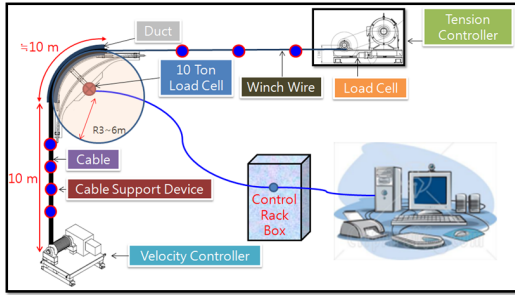 ≒10 m
Duct
Tension
Controller
10 Ton
Load Cell
Winch Wire
Load Cell
R3~6m
Cable
10 m
Cable Support Device
Control
Rack
Box
Velocity Controller